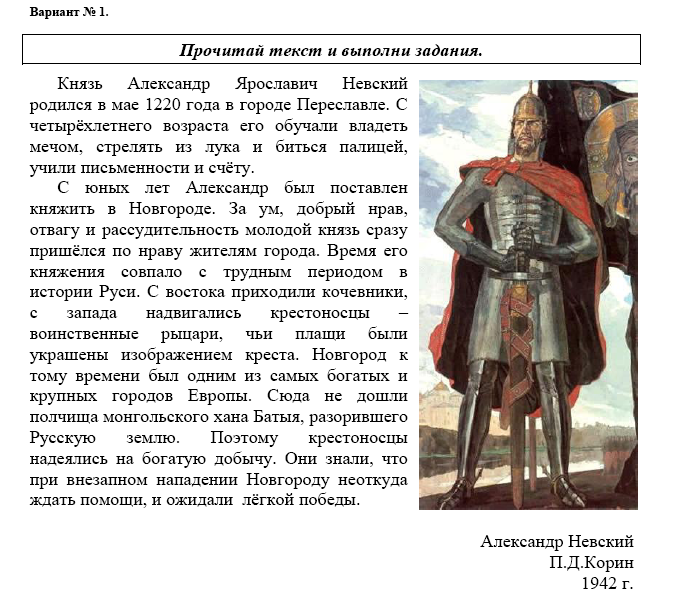 Вариант № 1.
Прочитай текст и выполни задания.
Князь Александр Ярославич Невский
родился в мае 1220 года в городе Переславле. С
четырёхлетнего возраста его обучали владеть
мечом, стрелять из лука и биться палицей,
учили письменности и счёту.
С юных лет Александр был поставлен
княжить в Новгороде. За ум, добрый нрав,
отвагу и рассудительность молодой князь сразу
пришёлся по нраву жителям города. Время его
княжения совпало с трудным периодом в
истории Руси. С востока приходили кочевники,
с запада надвигались крестоносцы –
воинственные рыцари, чьи плащи были
украшены изображением креста. Новгород к
тому времени был одним из самых богатых и
крупных городов Европы. Сюда не дошли
полчища монгольского хана Батыя, разорившего
Русскую землю. Поэтому крестоносцы
надеялись на богатую добычу. Они знали, что
при внезапном нападении Новгороду неоткуда
ждать помощи, и ожидали лёгкой победы.
Александр Невский
П.Д.Корин
1942 г.